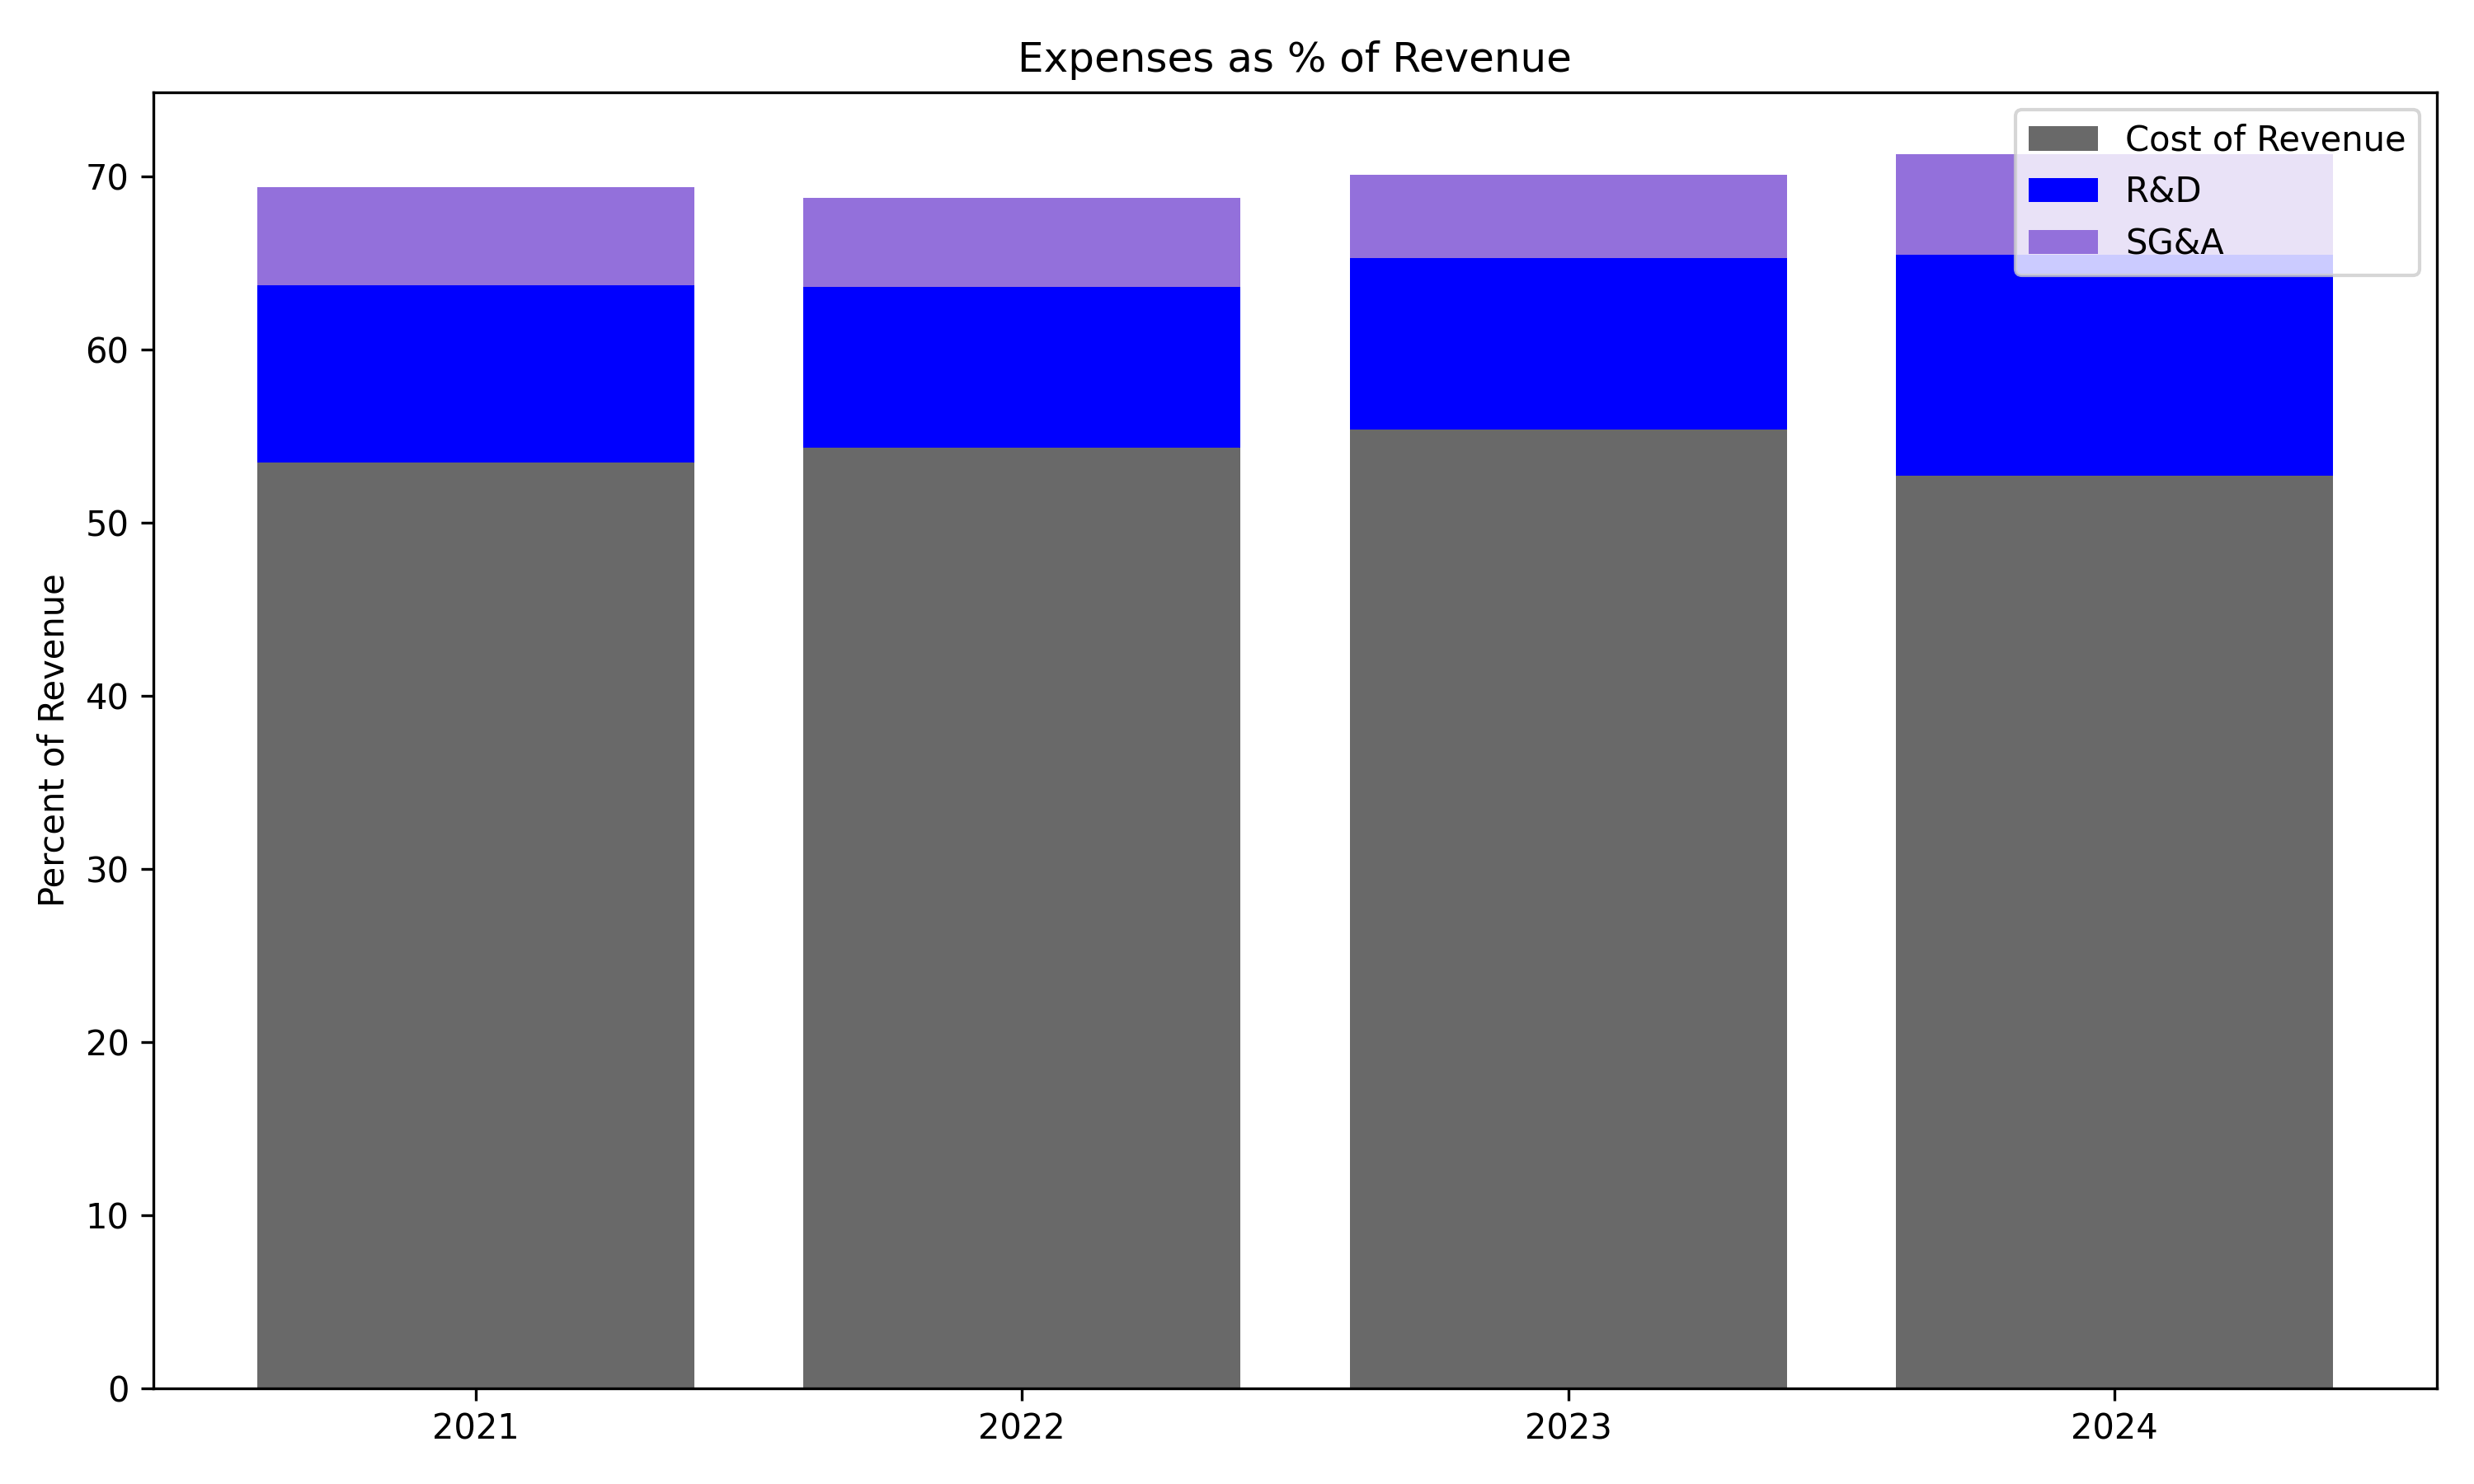 Expenses as % of Revenue
Cost of Revenue
R&D
SG&A
Percent of Revenue
70
60
50
40
30
20
10
0
2021
2022
2023
2024